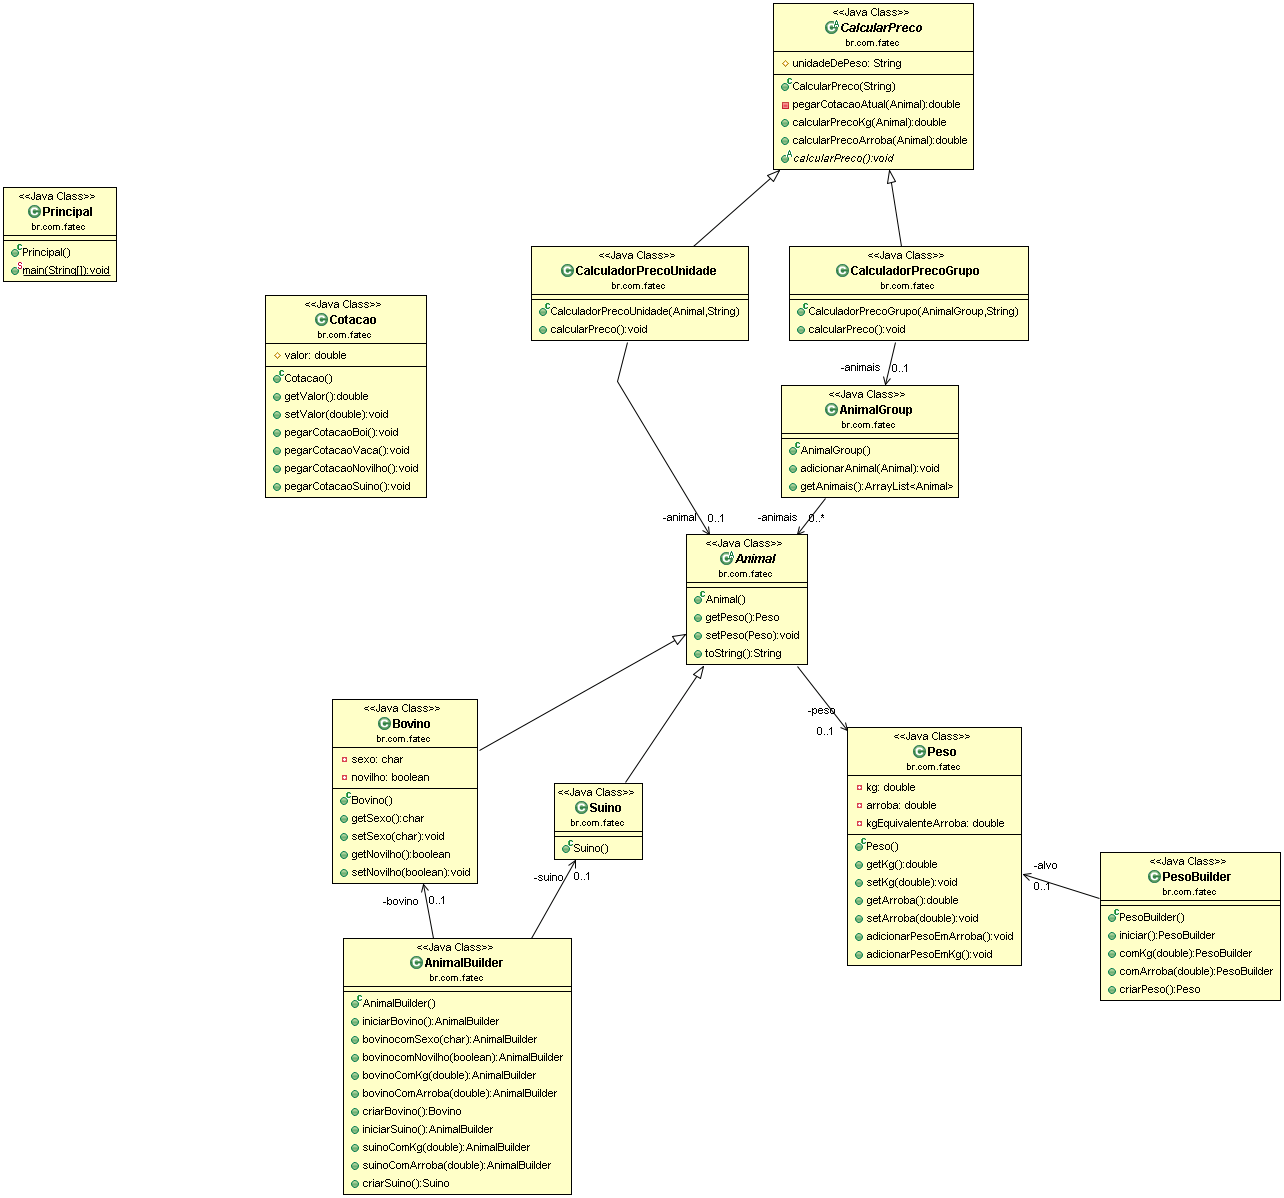 <<Java Class>>
CalcularPreco
br.com.fatec
unidadeDePeso: String
CalcularPreco(String)
pegarCotacaoAtual(Animal):double
calcularPrecoKg(Animal):double
calcularPrecoArroba(Animal):double
calcularPreco():void
<<Java Class>>
Principal
br.com.fatec
Principal()
main(String[]):void
<<Java Class>>
CalculadorPrecoUnidade
br.com.fatec
CalculadorPrecoUnidade(Animal,String)
calcularPreco():void
<<Java Class>>
CalculadorPrecoGrupo
br.com.fatec
CalculadorPrecoGrupo(AnimalGroup,String)
calcularPreco():void
<<Java Class>>
Cotacao
br.com.fatec
valor: double
Cotacao()
getValor():double
setValor(double):void
pegarCotacaoBoi():void
pegarCotacaoVaca():void
pegarCotacaoNovilho():void
pegarCotacaoSuino():void
-animais 0..1
<<Java Class>>
AnimalGroup
br.com.fatec
AnimalGroup()
adicionarAnimal(Animal):void
getAnimais():ArrayList<Animal>
-animal 0..1
-animais 0..*
<<Java Class>>
Animal
br.com.fatec
Animal()
getPeso():Peso
setPeso(Peso):void
toString():String
<<Java Class>>
Bovino
br.com.fatec
sexo: char
novilho: boolean
Bovino()
getSexo():char
setSexo(char):void
getNovilho():boolean
setNovilho(boolean):void
-peso
0..1
<<Java Class>>
Suino
br.com.fatec
Suino()
<<Java Class>>
Peso
br.com.fatec
kg: double
arroba: double
kgEquivalenteArroba: double
Peso()
getKg():double
setKg(double):void
getArroba():double
setArroba(double):void
adicionarPesoEmArroba():void
adicionarPesoEmKg():void
-alvo
0..1
<<Java Class>>
PesoBuilder
br.com.fatec
PesoBuilder()
iniciar():PesoBuilder
comKg(double):PesoBuilder
comArroba(double):PesoBuilder
criarPeso():Peso
-bovino 0..1
-suino 0..1
<<Java Class>>
AnimalBuilder
br.com.fatec
AnimalBuilder()
iniciarBovino():AnimalBuilder
bovinocomSexo(char):AnimalBuilder
bovinocomNovilho(boolean):AnimalBuilder
bovinoComKg(double):AnimalBuilder
bovinoComArroba(double):AnimalBuilder
criarBovino():Bovino
iniciarSuino():AnimalBuilder
suinoComKg(double):AnimalBuilder
suinoComArroba(double):AnimalBuilder
criarSuino():Suino